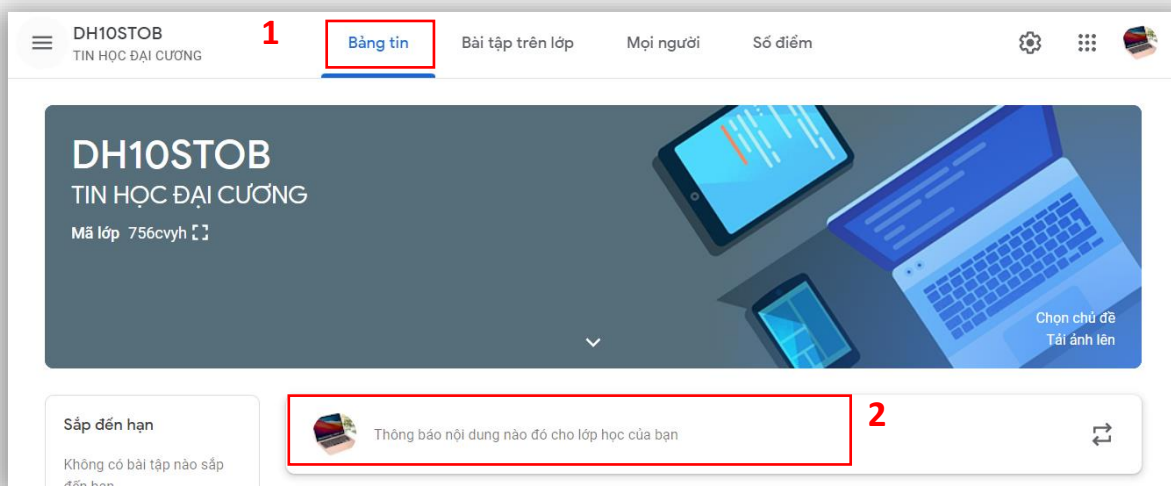 DH10STOB
TIN HỌC ĐẠI CƯƠNG
1
Bảng tin
Bài tập trên lớp
Mọi người
Số điểm
DH10STOB
TIN HỌC ĐẠI CƯƠNG
Mã lớp 756cvyh
Chọn chủ đề
Tải ảnh lên
Sắp đến hạn
Không có bài tập nào sắp
đến hạn
Thông báo nội dung nào đó cho lớp học của bạn
2